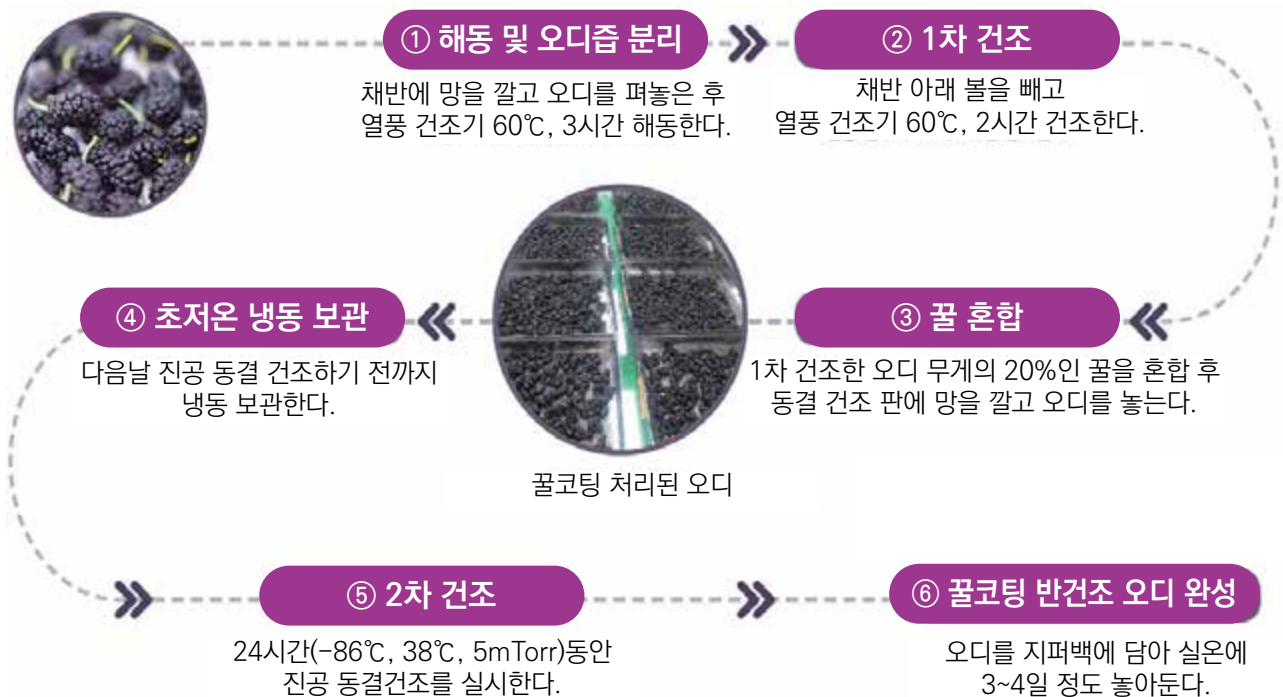 ① 해동 및 오디즙 분리
채반에 망을 깔고 오디를 펴놓은 후
열풍 건조기 60℃, 3시간 해동한다.
② 1차 건조
채반 아래 볼을 빼고
열풍 건조기 60℃, 2시간 건조한다.
③ 꿀 혼합
1차 건조한 오디 무게의 20%인 꿀을 혼합 후
동결 건조 판에 망을 깔고 오디를 놓는다.
꿀코팅 처리된 오디
④ 초저온 냉동 보관
다음날 진공 동결 건조하기 전까지
냉동 보관한다.
⑤ 2차 건조
24시간(-86℃, 38℃, 5mTorr)동안
진공 동결건조를 실시한다.
⑥ 꿀코팅 반건조 오디 완성
오디를 지퍼백에 담아 실온에
3~4일 정도 놓아둔다.